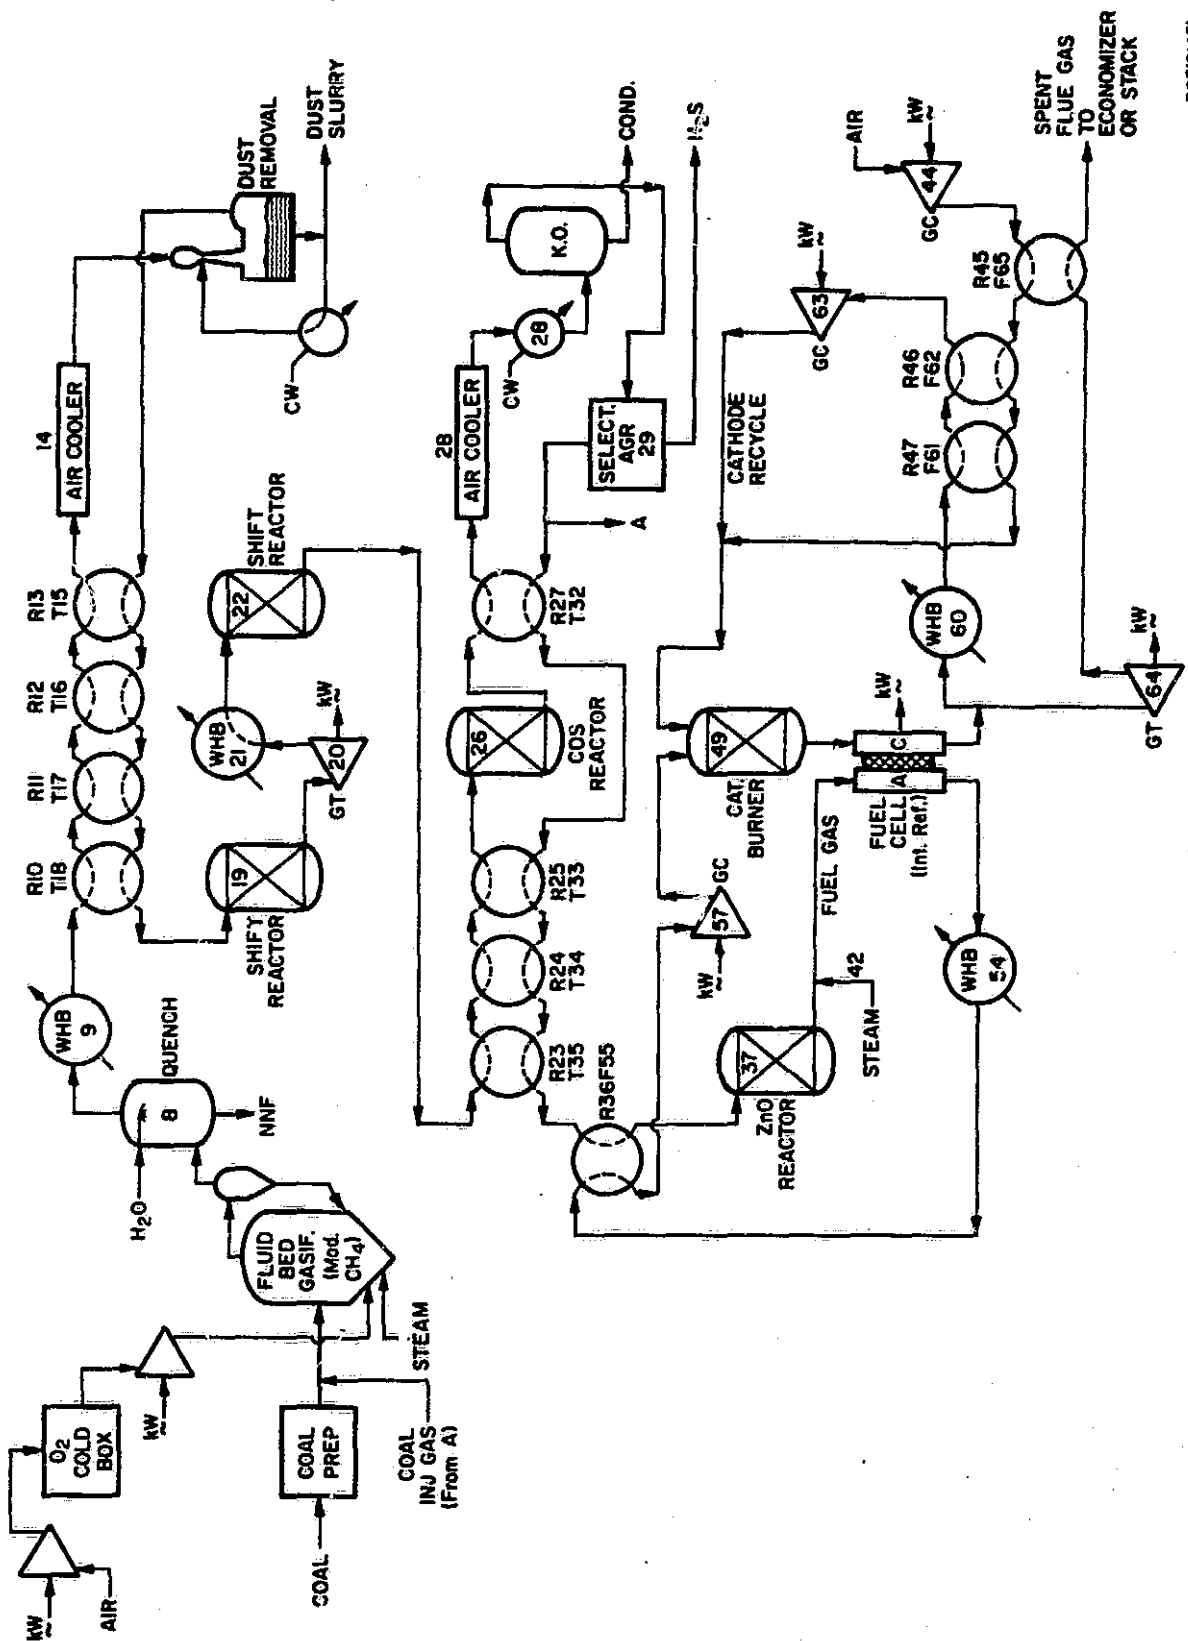 kW
~
AIR
O2
COLD
BOX
kW
~
COAL
COAL
PREP
COAL
INJ GAS
(From A)
STEAM
FLUID
BED
GASIF.
(Mod.
CH4)
H2O
QUENCH
8
NNF
WHB
9
R10
T18
R11
T17
R12
T16
R13
T15
14
AIR COOLER
DUST
REMOVAL
CW
DUST
SLURRY
19
SHIFT
REACTOR
GT
20
kW
~
WHB
21
22
SHIFT
REACTOR
R23
T35
R24
T34
R25
T33
26
COS
REACTOR
R27
T32
28
AIR COOLER
CW
28
K.O.
COND.
SELECT.
AGR
29
H2S
A
R36F55
37
ZnO
REACTOR
STEAM
42
kW
~
57
GC
49
CAT.
BURNER
FUEL GAS
FUEL
CELL
(Int. Ref.)
A
C
kW
~
WHB
54
WHB
60
CATHODE
RECYCLE
R47
F61
R46
F62
GC
63
kW
~
R45
F65
GC
44
AIR
kW
~
GT
64
kW
~
SPENT
FLUE GAS
TO
ECONOMIZER
OR STACK